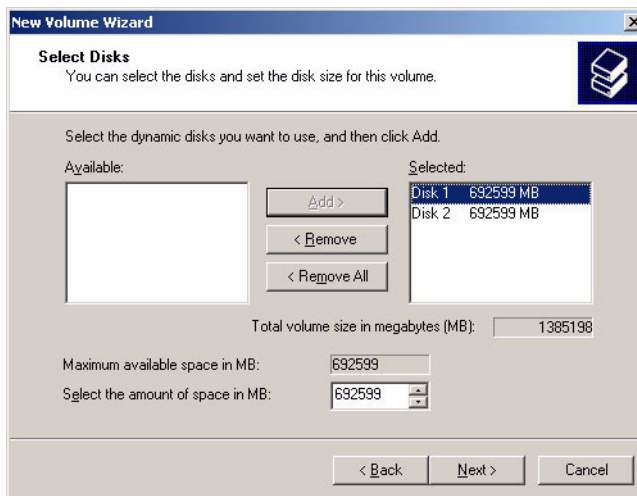 New Volume Wizard
Select Disks
You can select the disks and set the disk size for this volume.
Select the dynamic disks you want to use, and then click Add.
Available:
Selected:
Add >
Disk 1 692599 MB
Disk 2 692599 MB
< Remove
< Remove All
Total volume size in megabytes (MB): 1385198
Maximum available space in MB: 692599
Select the amount of space in MB: 692599
< Back Next > Cancel